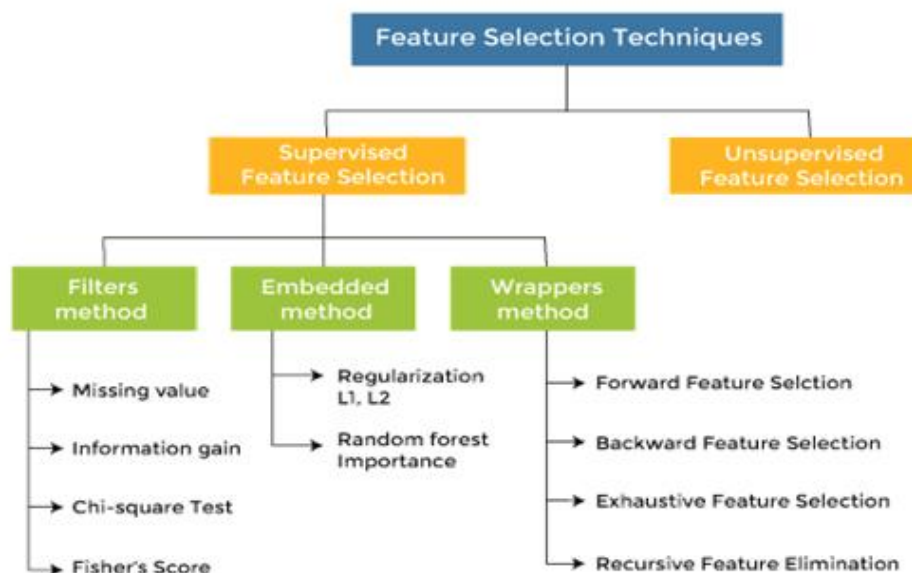 Feature Selection Techniques
Supervised
Feature Selection
Unsupervised
Feature Selection
Filters
method
Embedded
method
Wrappers
method
Missing value
Information gain
Chi-square Test
Fisher's Score
Regularization
L1, L2
Random forest
Importance
Forward Feature Selction
Backward Feature Selection
Exhaustive Feature Selection
Recursive Feature Elimination